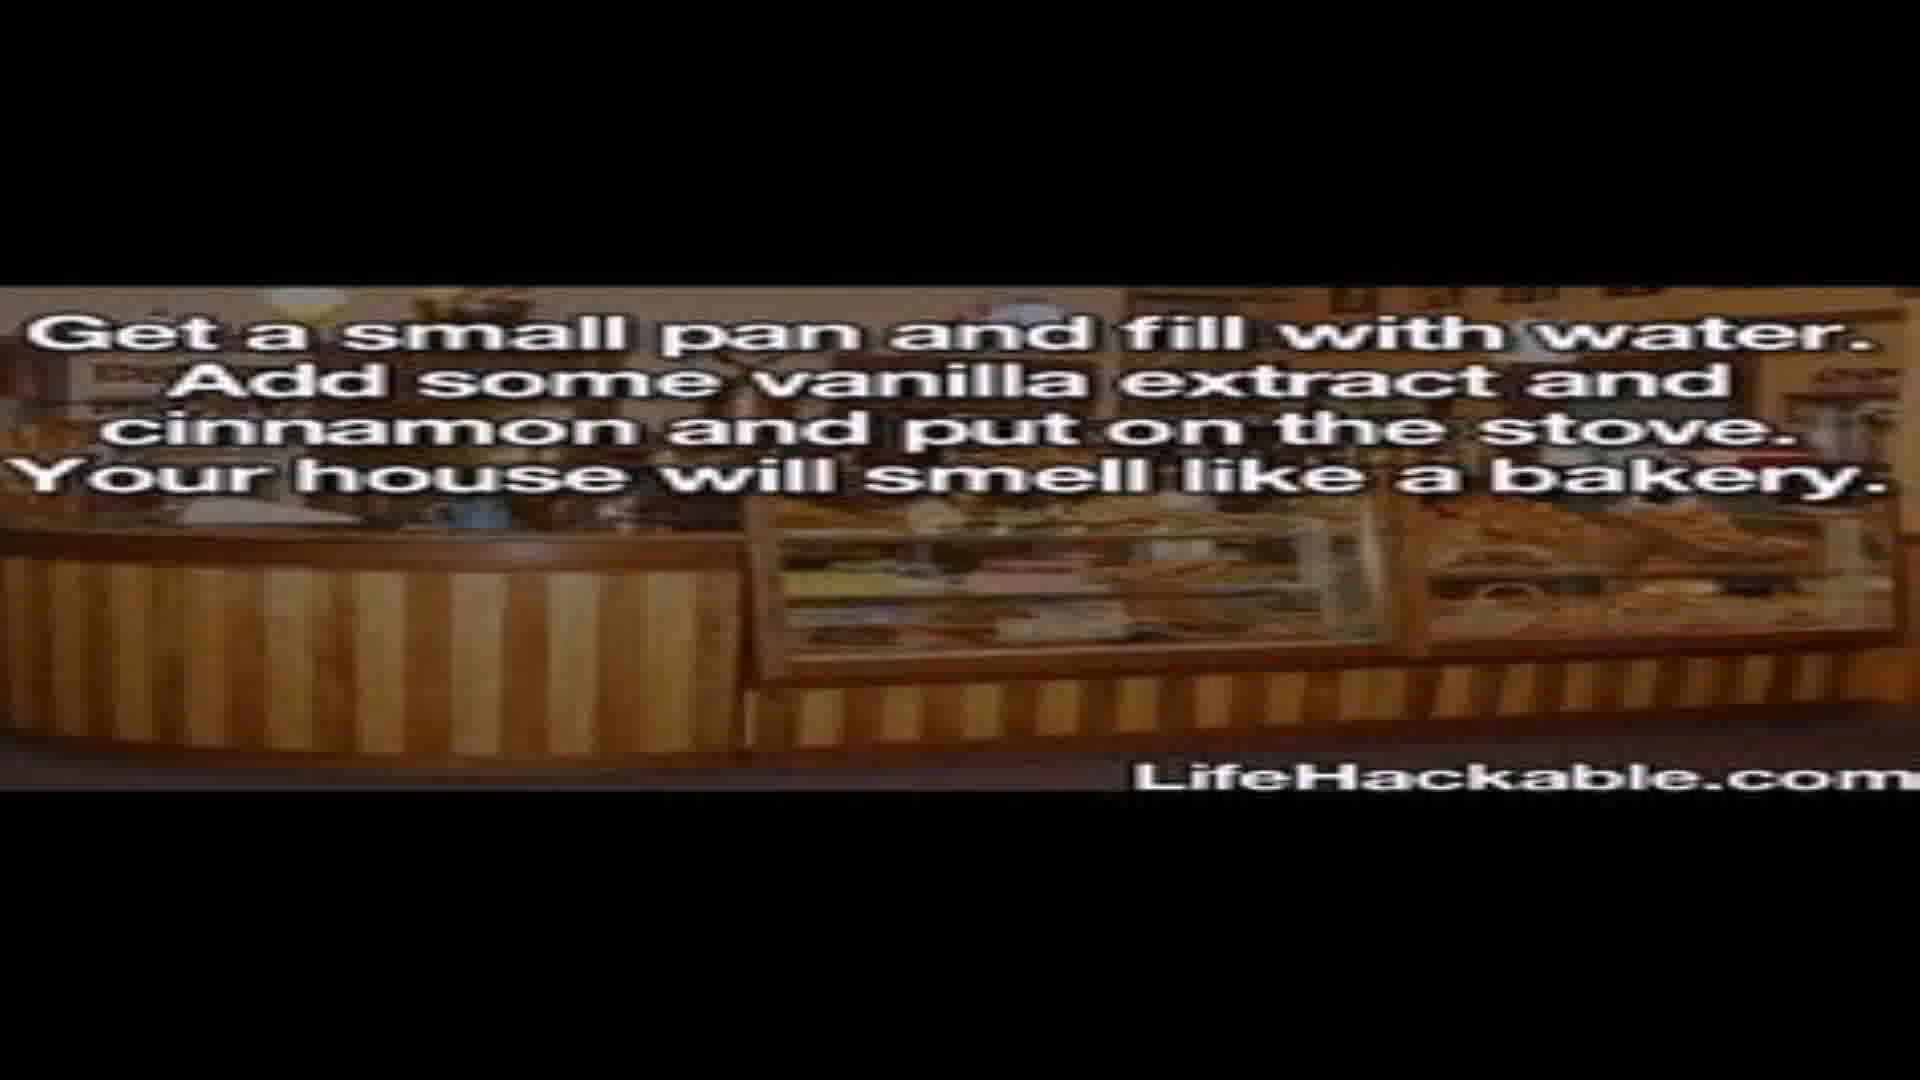 Get a small pan and fill with water.
Add some vanilla extract and
cinnamon and put on the stove.
Your house will smell like a bakery.
LifeHackable.com